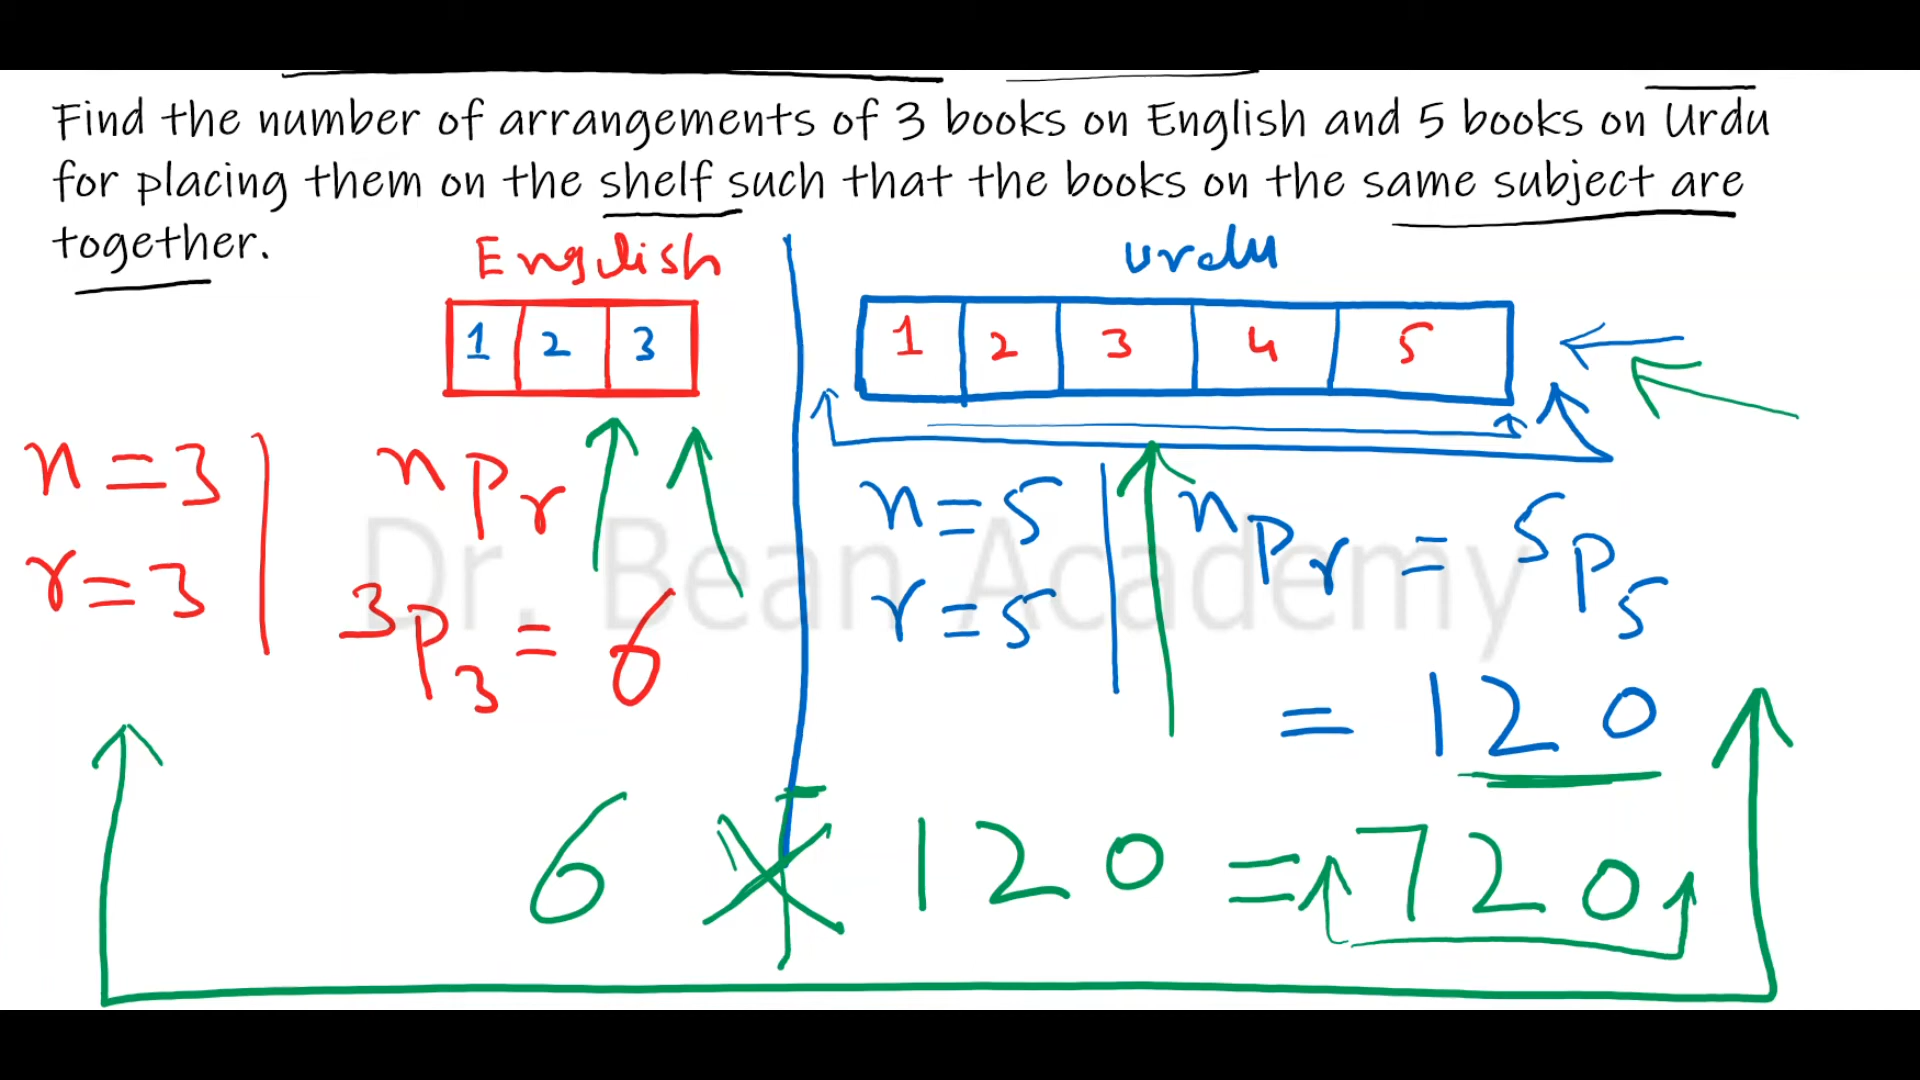 Find the number of arrangements of 3 books on English and 5 books on Urdu
for placing them on the shelf such that the books on the same subject are
together.
English
urdu
1 2 3
1 2 3 4 5
n=3
r=3
nPr
3P3 = 6
n=5
r=5
nPr = 5P5
= 120
Dr. Bean Academy
6 × 120 = 720